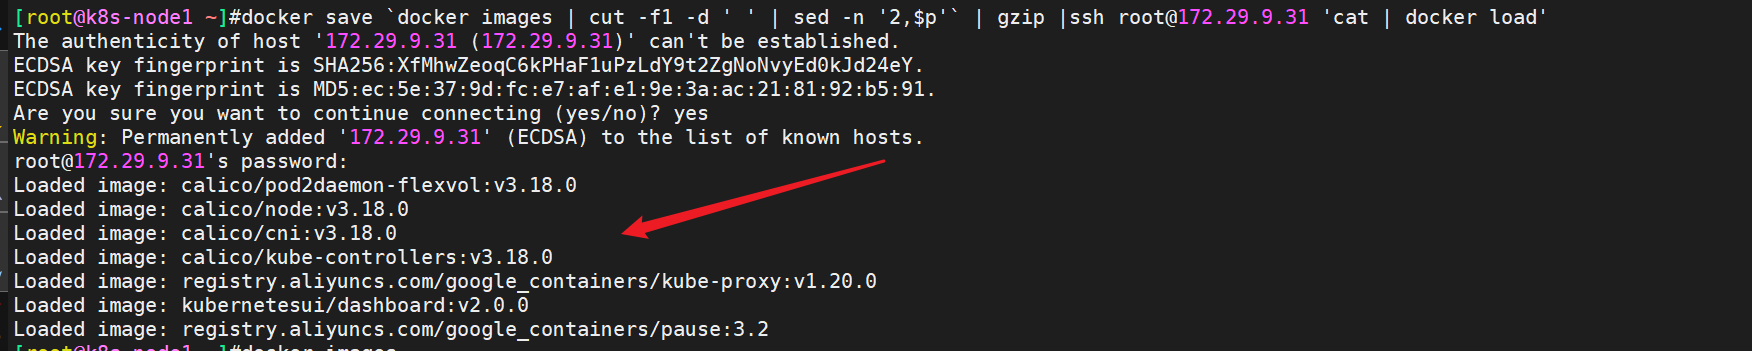 [root@k8s-node1 ~]#docker save `docker images | cut -f1 -d ' ' | sed -n '2,$p'` | gzip |ssh root@172.29.9.31 'cat | docker load'
The authenticity of host '172.29.9.31 (172.29.9.31)' can't be established.
ECDSA key fingerprint is SHA256:XfMhwZeoqC6kPHaF1uPzLdY9t2ZgNoNvyEd0kJd24eY.
ECDSA key fingerprint is MD5:ec:5e:37:9d:fc:e7:af:e1:9e:3a:ac:21:81:92:b5:91.
Are you sure you want to continue connecting (yes/no)? yes
Warning: Permanently added '172.29.9.31' (ECDSA) to the list of known hosts.
root@172.29.9.31's password:
Loaded image: calico/pod2daemon-flexvol:v3.18.0
Loaded image: calico/node:v3.18.0
Loaded image: calico/cni:v3.18.0
Loaded image: calico/kube-controllers:v3.18.0
Loaded image: registry.aliyuncs.com/google_containers/kube-proxy:v1.20.0
Loaded image: kubernetesui/dashboard:v2.0.0
Loaded image: registry.aliyuncs.com/google_containers/pause:3.2
[root@k8s-node1 ~]#docker images